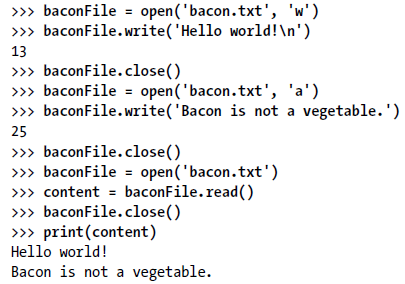 >>> baconFile = open('bacon.txt', 'w')
>>> baconFile.write('Hello world!\n')
13
>>> baconFile.close()
>>> baconFile = open('bacon.txt', 'a')
>>> baconFile.write('Bacon is not a vegetable.')
25
>>> baconFile.close()
>>> baconFile = open('bacon.txt')
>>> content = baconFile.read()
>>> baconFile.close()
>>> print(content)
Hello world!
Bacon is not a vegetable.